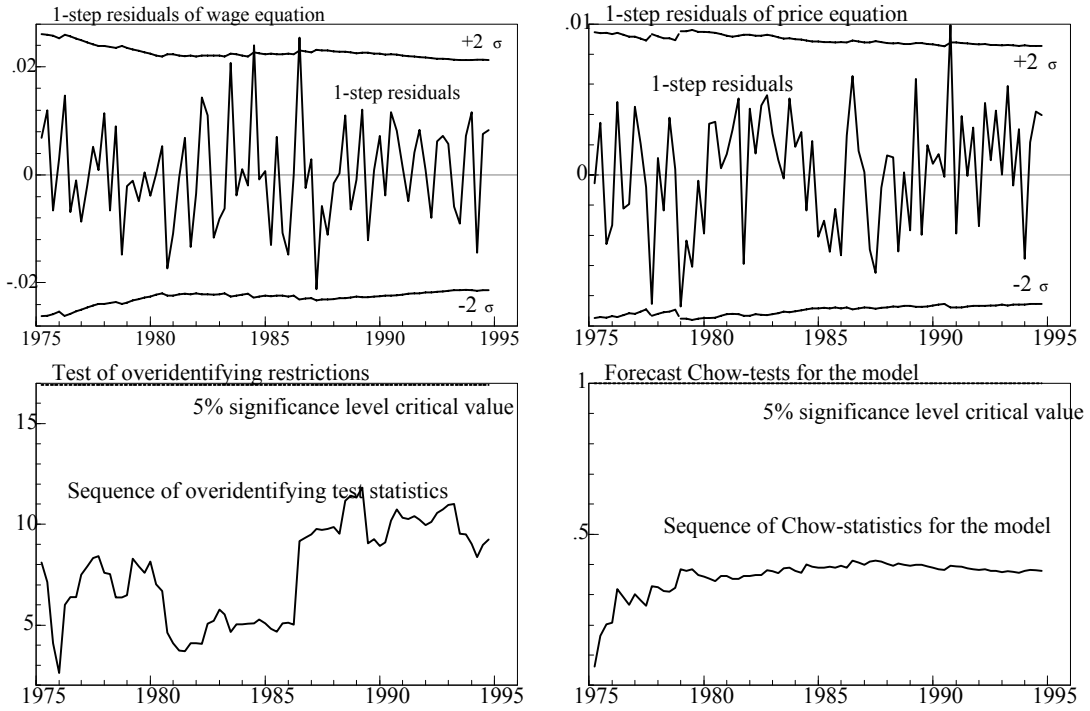 1-step residuals of wage equation
+2 σ
.02
1-step residuals
0
-.02
-2 σ
1975 1980 1985 1990 1995
1-step residuals of price equation
.01
+2 σ
1-step residuals
0
-2 σ
1975 1980 1985 1990 1995
Test of overidentifying restrictions
5% significance level critical value
15
Sequence of overidentifying test statistics
10
5
1975 1980 1985 1990 1995
Forecast Chow-tests for the model
1
5% significance level critical value
Sequence of Chow-statistics for the model
.5
1975 1980 1985 1990 1995